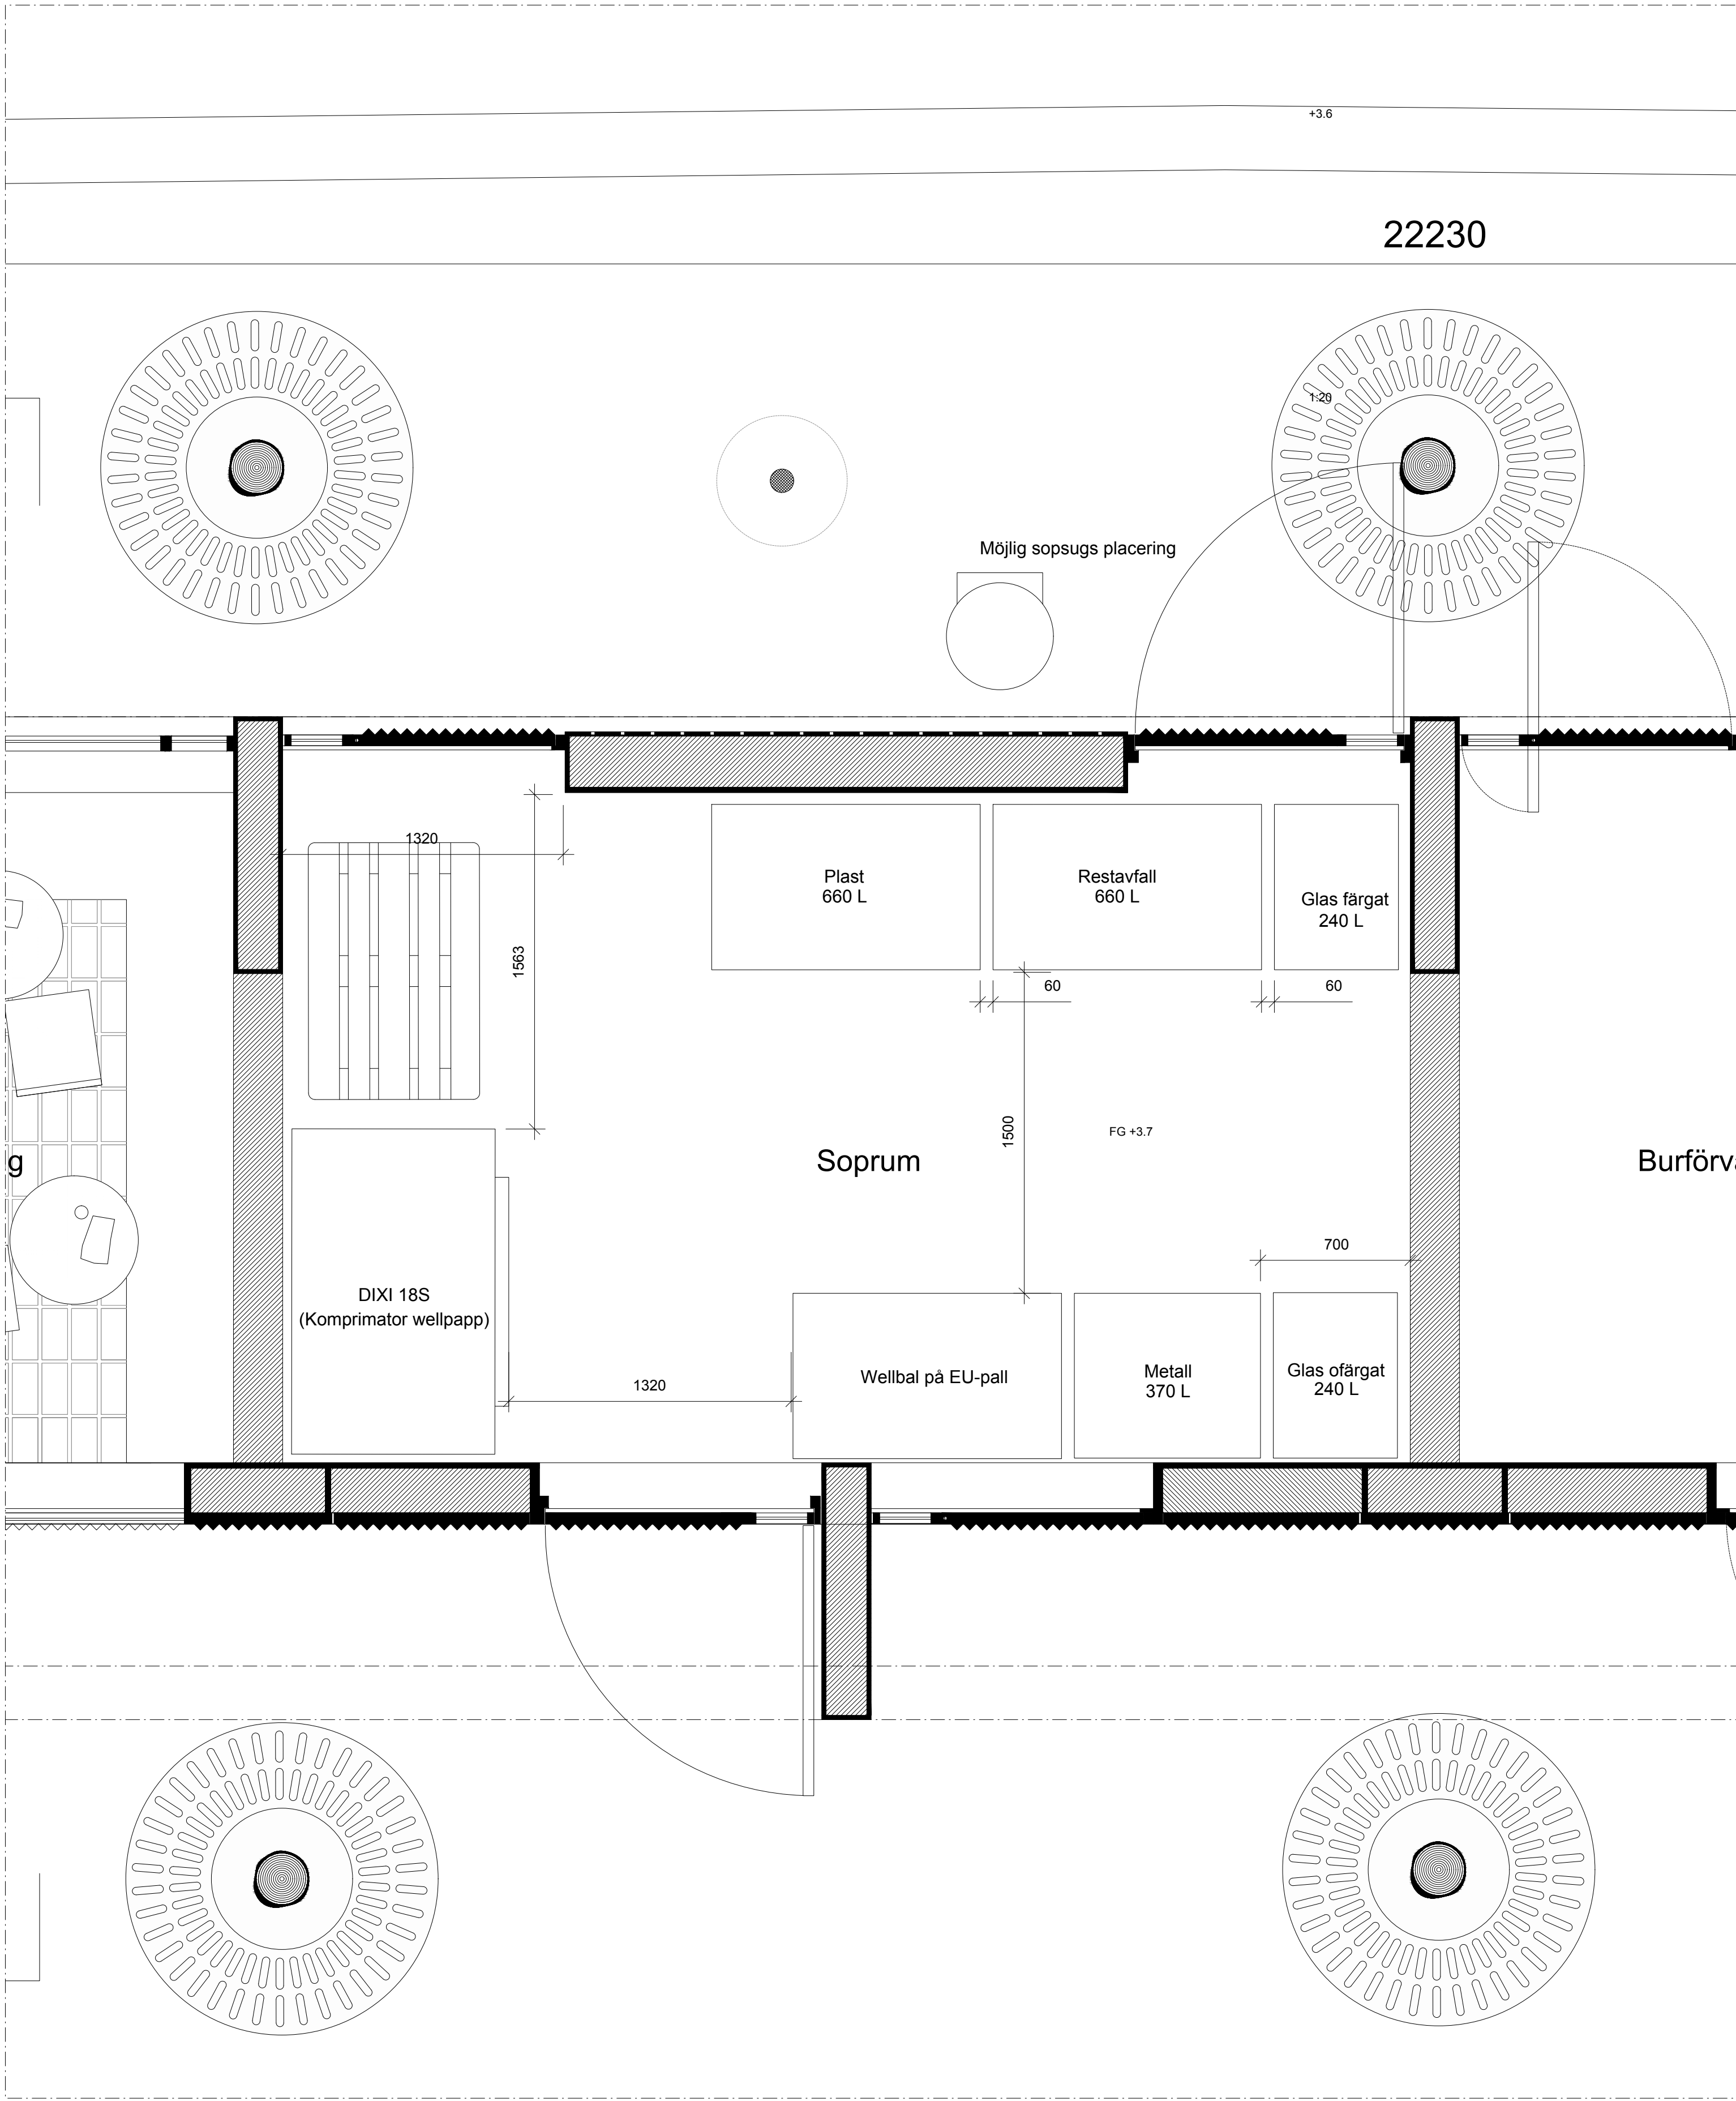 +3.6
22230
1:20
Möjlig sopsugs placering
1320
Plast
660 L
Restavfall
660 L
Glas färgat
240 L
1563
60
60
1500
FG +3.7
g
Soprum
Burförva
700
DIXI 18S
(Komprimator wellpapp)
1320
Wellbal på EU-pall
Metall
370 L
Glas ofärgat
240 L